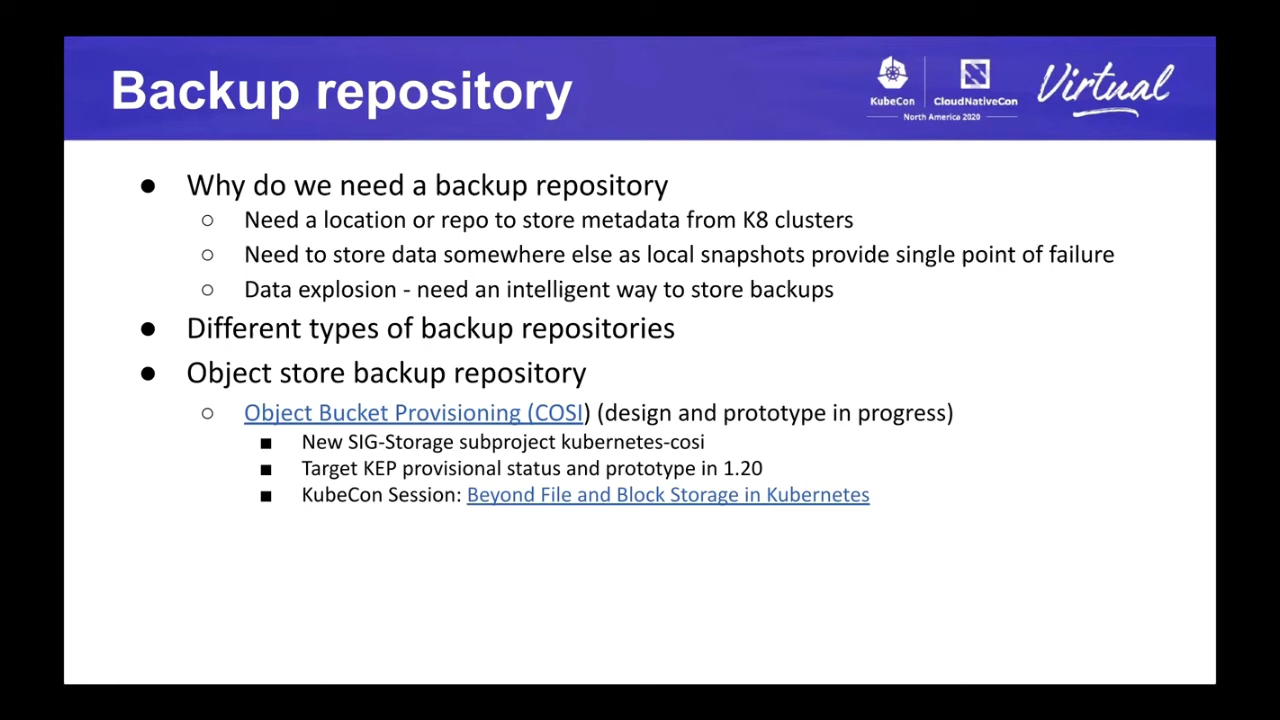 Backup repository
KubeCon
CloudNativeCon
North America 2020
Virtual
● Why do we need a backup repository
○ Need a location or repo to store metadata from K8 clusters
○ Need to store data somewhere else as local snapshots provide single point of failure
○ Data explosion - need an intelligent way to store backups
● Different types of backup repositories
● Object store backup repository
○ Object Bucket Provisioning (COSI) (design and prototype in progress)
■ New SIG-Storage subproject kubernetes-cosi
■ Target KEP provisional status and prototype in 1.20
■ KubeCon Session: Beyond File and Block Storage in Kubernetes